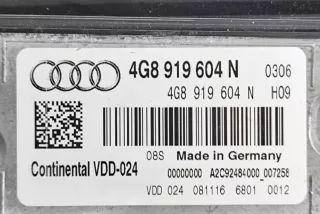 4G8 919 604 N 0306
4G8 919 604 N H09
08S Made in Germany
Continental VDD-024
00000000 A2C92484000 007258
VDD 024 081116 6801 0012